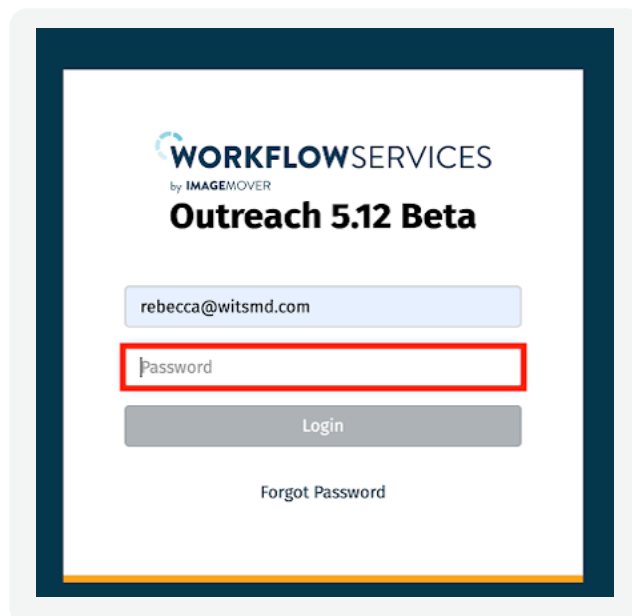 WORKFLOWSERVICES
by IMAGEMOVER
Outreach 5.12 Beta
rebecca@witsmd.com
Password
Login
Forgot Password